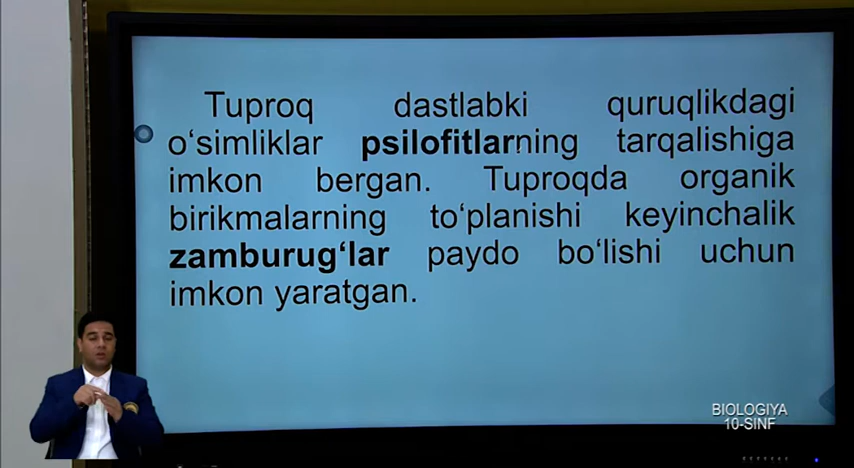 Tuproq dastlabki quruqlikdagi
o‘simliklar psilofitlarning tarqalishiga
imkon bergan. Tuproqda organik
birikmalarning to‘planishi keyinchalik
zamburug‘lar paydo bo‘lishi uchun
imkon yaratgan.
BIOLOGIYA
10-SINF